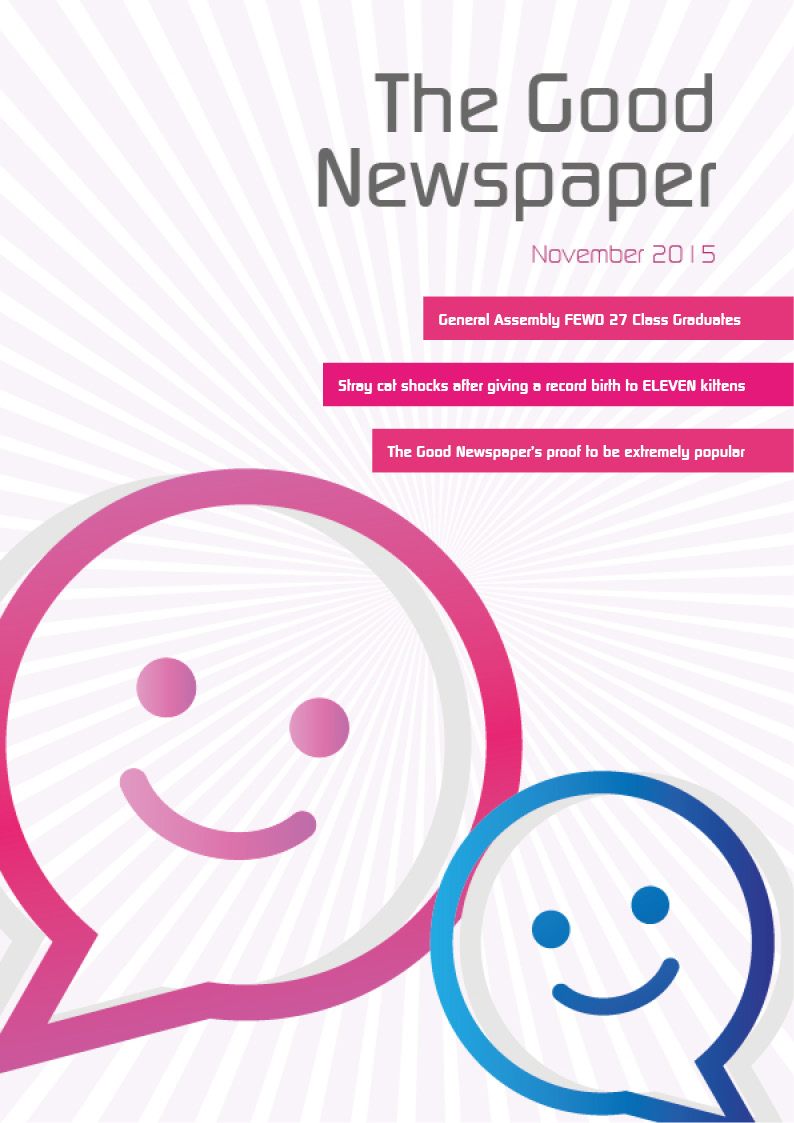 The Good
Newspaper
November 2015
General Assembly FEWD 27 Class Graduates
Stray cat shocks after giving a record birth to ELEVEN kittens
The Good Newspaper's proof to be extremely popular